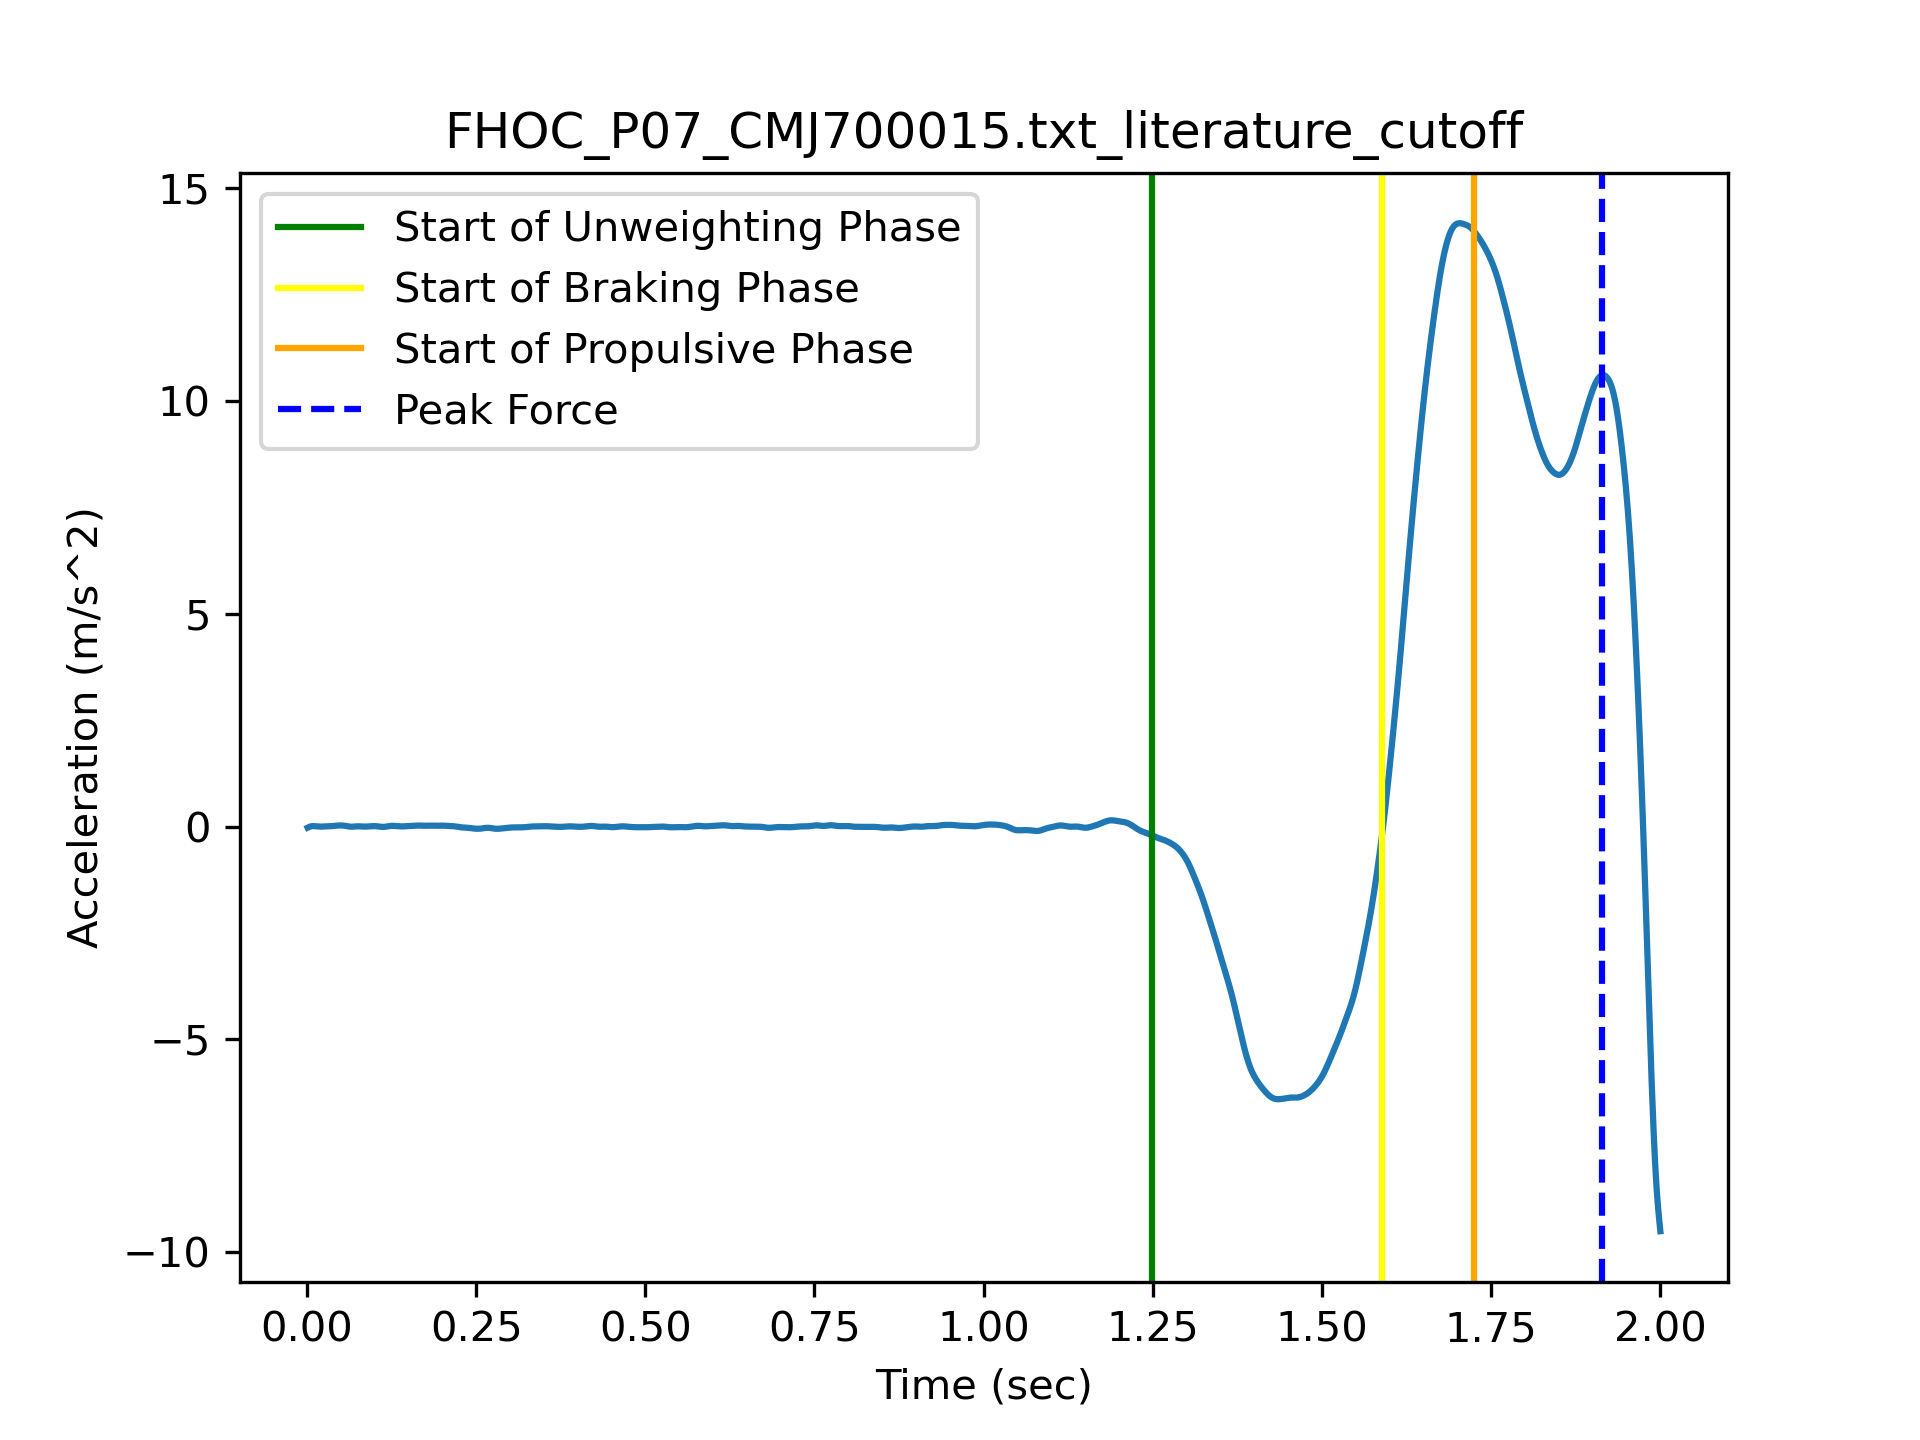 FHOC_P07_CMJ700015.txt_literature_cutoff
15
10
5
0
−5
−10
Acceleration (m/s^2)
Start of Unweighting Phase
Start of Braking Phase
Start of Propulsive Phase
Peak Force
0.00 0.25 0.50 0.75 1.00 1.25 1.50 1.75 2.00
Time (sec)